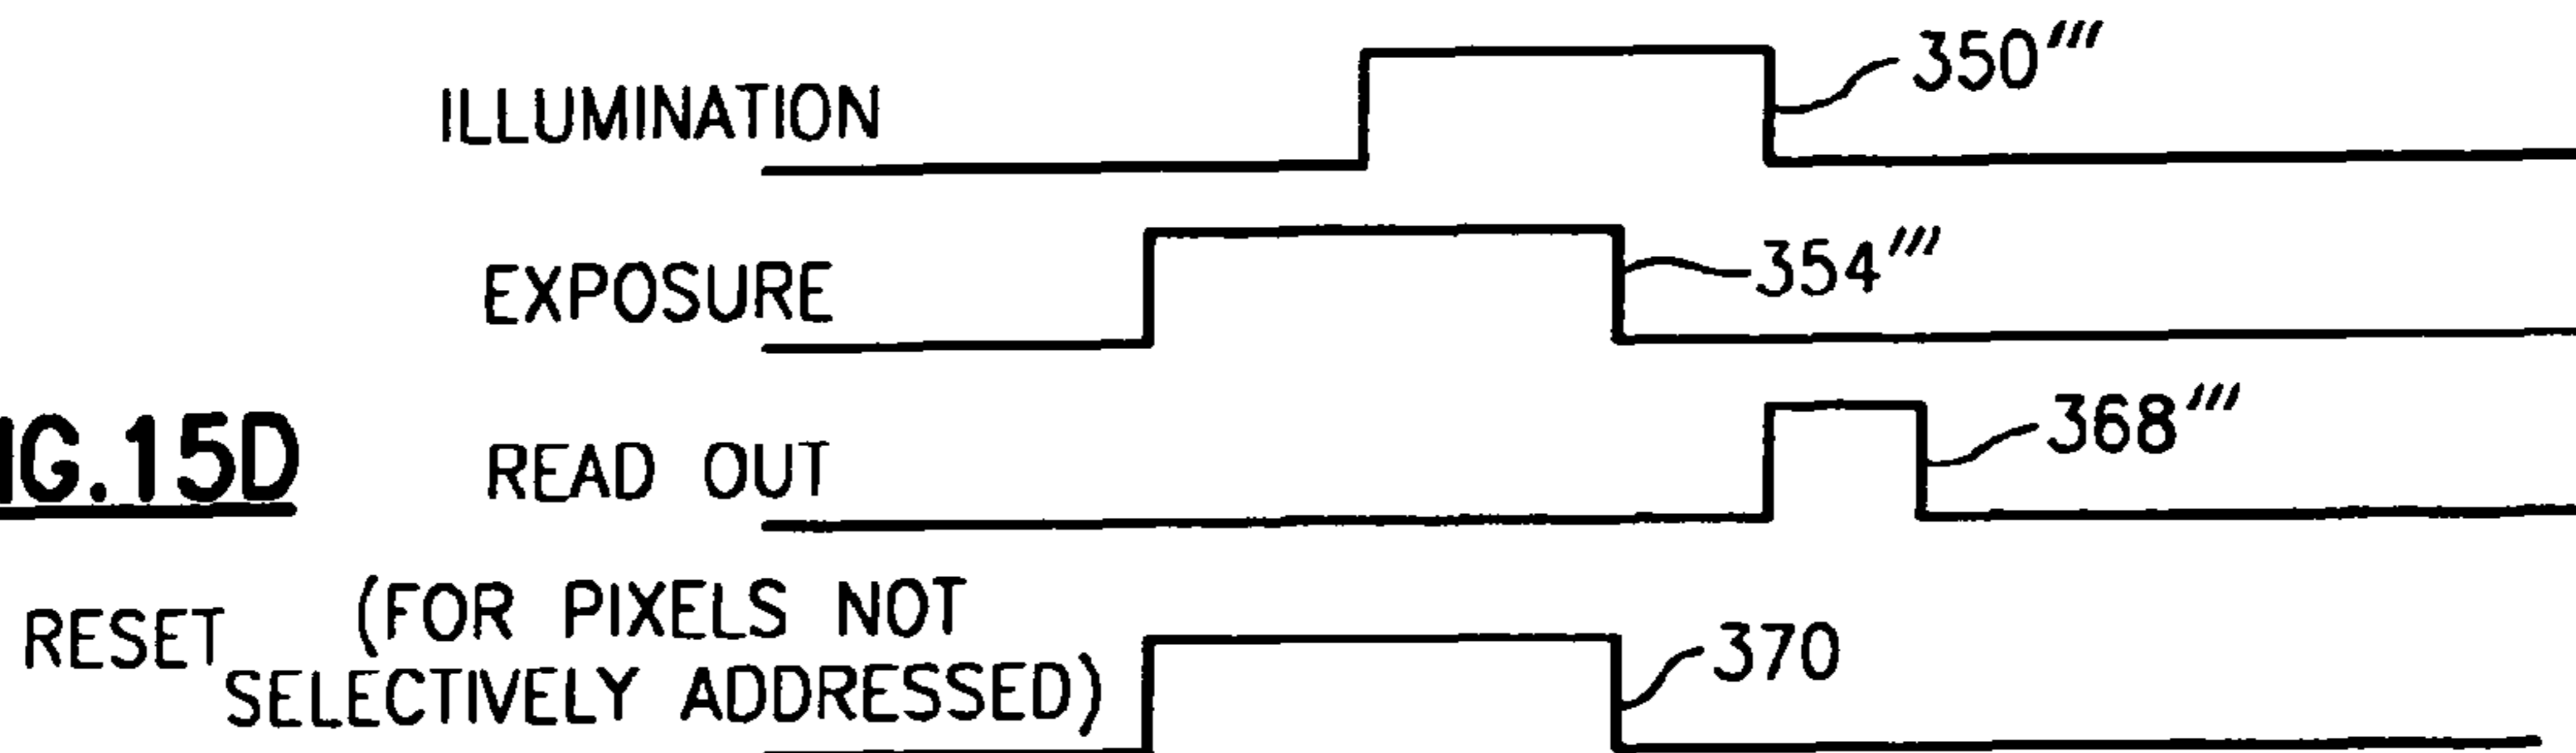 ILLUMINATION
350‴
EXPOSURE
354‴
IG.15D
READ OUT
368‴
RESET (FOR PIXELS NOT
SELECTIVELY ADDRESSED)
370